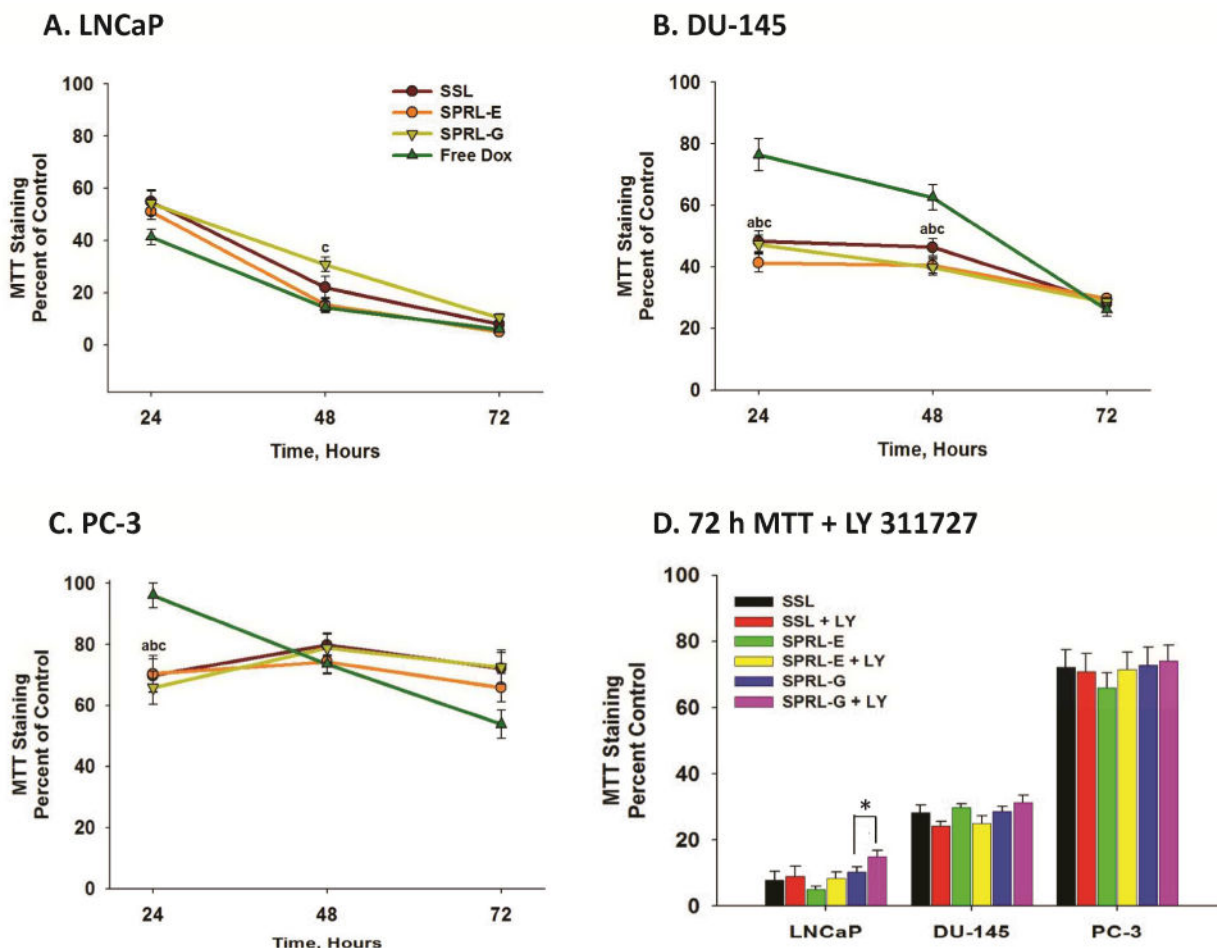 A. LNCaP
100
80
60
40
20
0
MTT Staining
Percent of Control
SSL
SPRL-E
SPRL-G
Free Dox
c
24
48
72
Time, Hours
B. DU-145
100
80
60
40
20
0
MTT Staining
Percent of Control
abc
abc
24
48
72
Time, Hours
C. PC-3
100
80
60
40
20
0
MTT Staining
Percent of Control
abc
24
48
72
Time, Hours
D. 72 h MTT + LY 311727
100
80
60
40
20
0
MTT Staining
Percent Control
SSL
SSL + LY
SPRL-E
SPRL-E + LY
SPRL-G
SPRL-G + LY
*
LNCaP
DU-145
PC-3